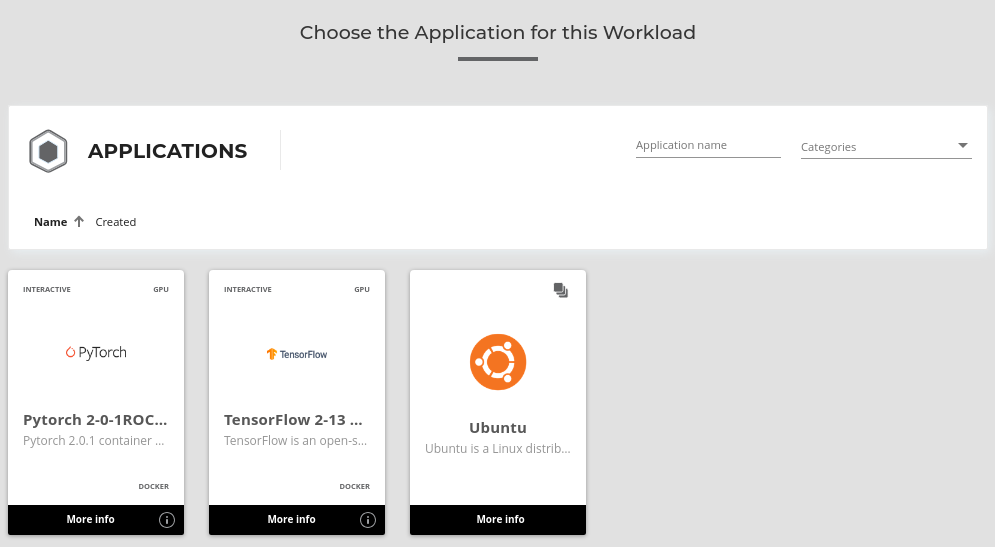 Choose the Application for this Workload
APPLICATIONS
Application name
Categories
Name Created
INTERACTIVE GPU
PyTorch
Pytorch 2-0-1ROC...
Pytorch 2.0.1 container ...
DOCKER
More info
INTERACTIVE GPU
TensorFlow
TensorFlow 2-13 ...
TensorFlow is an open-s...
DOCKER
More info
Ubuntu
Ubuntu is a Linux distrib...
More info